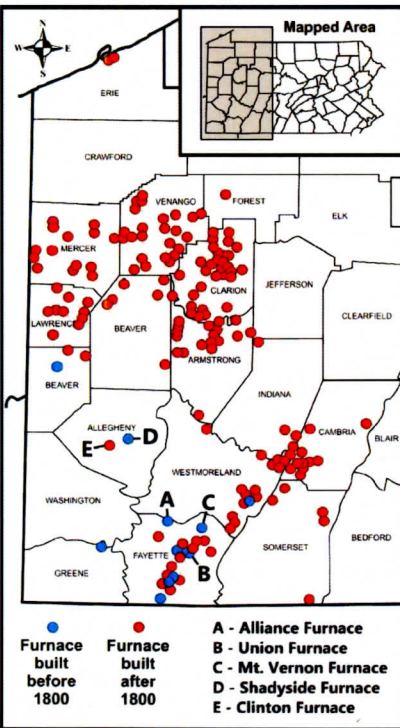 Mapped Area
N
W
E
S
ERIE
CRAWFORD
VENANGO
FOREST
ELK
MERCER
CLARION
JEFFERSON
CLEARFIELD
LAWRENCE
BEAVER
ARMSTRONG
BEAVER
INDIANA
ALLEGHENY
D
E
CAMBRIA
BLAIR
WESTMORELAND
WASHINGTON
A
C
BEDFORD
SOMERSET
FAYETTE
GREENE
B
Furnace
built
before
1800
Furnace
built
after
1800
A - Alliance Furnace
B - Union Furnace
C - Mt. Vernon Furnace
D - Shadyside Furnace
E - Clinton Furnace